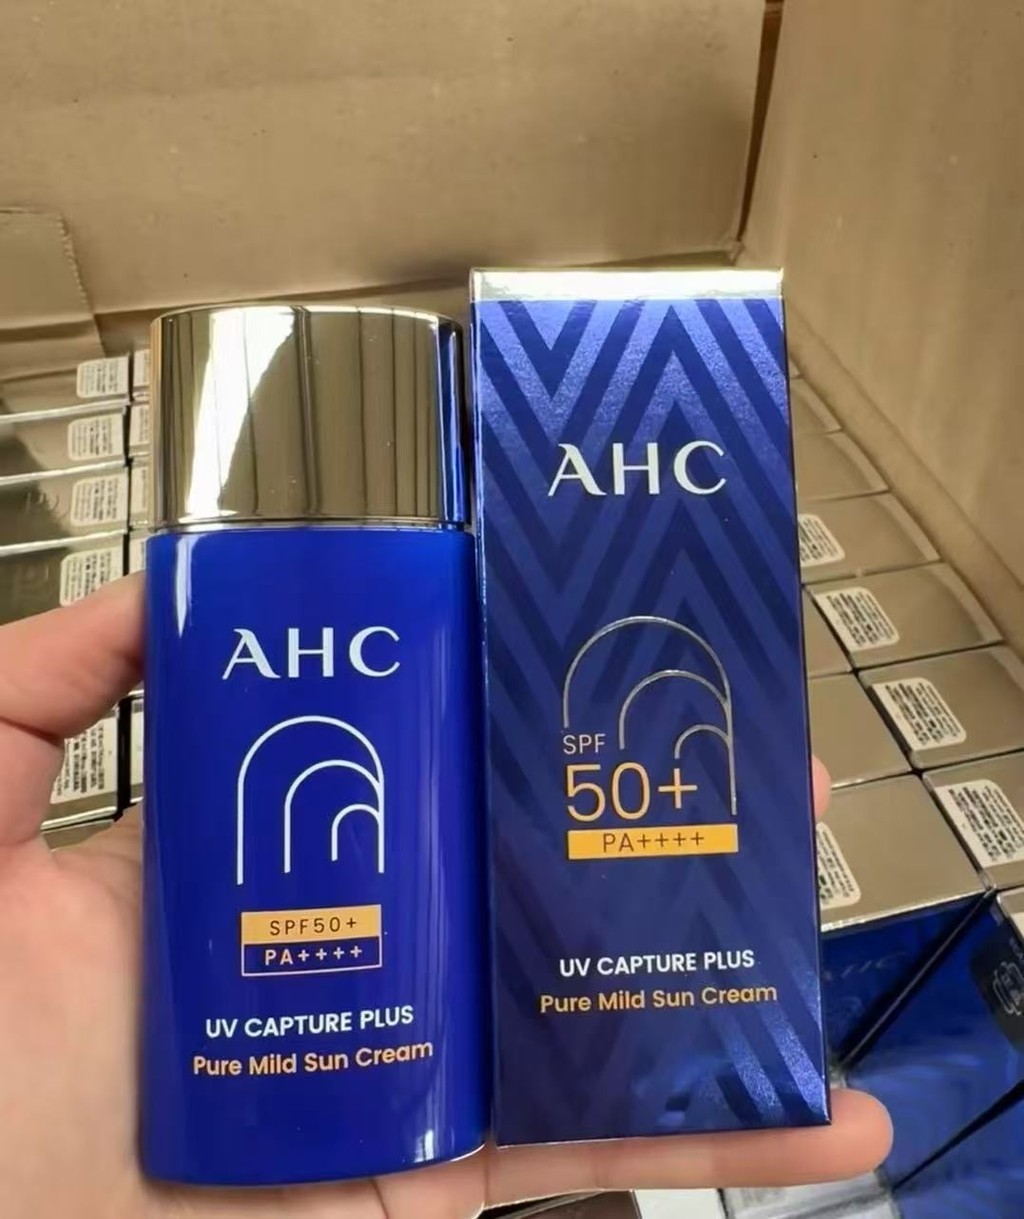 AHC
SPF50+
PA++++
UV CAPTURE PLUS
Pure Mild Sun Cream
AHC
SPF
50+
PA++++
UV CAPTURE PLUS
Pure Mild Sun Cream
AHC